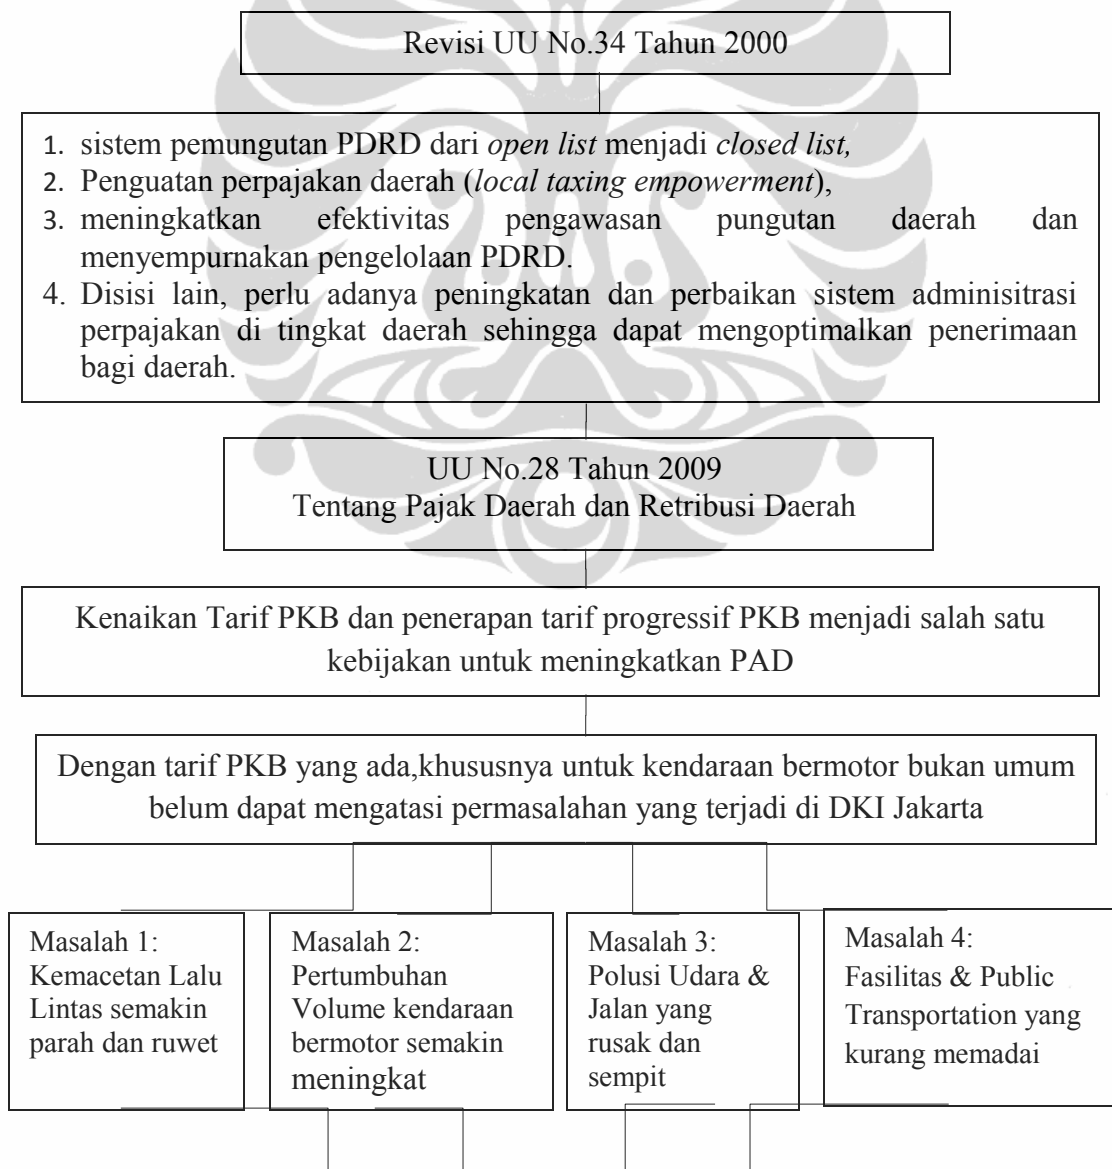 Revisi UU No.34 Tahun 2000
1. sistem pemungutan PDRD dari open list menjadi closed list,
2. Penguatan perpajakan daerah (local taxing empowerment),
3. meningkatkan efektivitas pengawasan pungutan daerah dan
menyempurnakan pengelolaan PDRD.
4. Disisi lain, perlu adanya peningkatan dan perbaikan sistem adminisitrasi
perpajakan di tingkat daerah sehingga dapat mengoptimalkan penerimaan
bagi daerah.
UU No.28 Tahun 2009
Tentang Pajak Daerah dan Retribusi Daerah
Kenaikan Tarif PKB dan penerapan tarif progressif PKB menjadi salah satu
kebijakan untuk meningkatkan PAD
Dengan tarif PKB yang ada,khususnya untuk kendaraan bermotor bukan umum
belum dapat mengatasi permasalahan yang terjadi di DKI Jakarta
Masalah 1:
Kemacetan Lalu
Lintas semakin
parah dan ruwet
Masalah 2:
Pertumbuhan
Volume kendaraan
bermotor semakin
meningkat
Masalah 3:
Polusi Udara &
Jalan yang
rusak dan
sempit
Masalah 4:
Fasilitas & Public
Transportation yang
kurang memadai